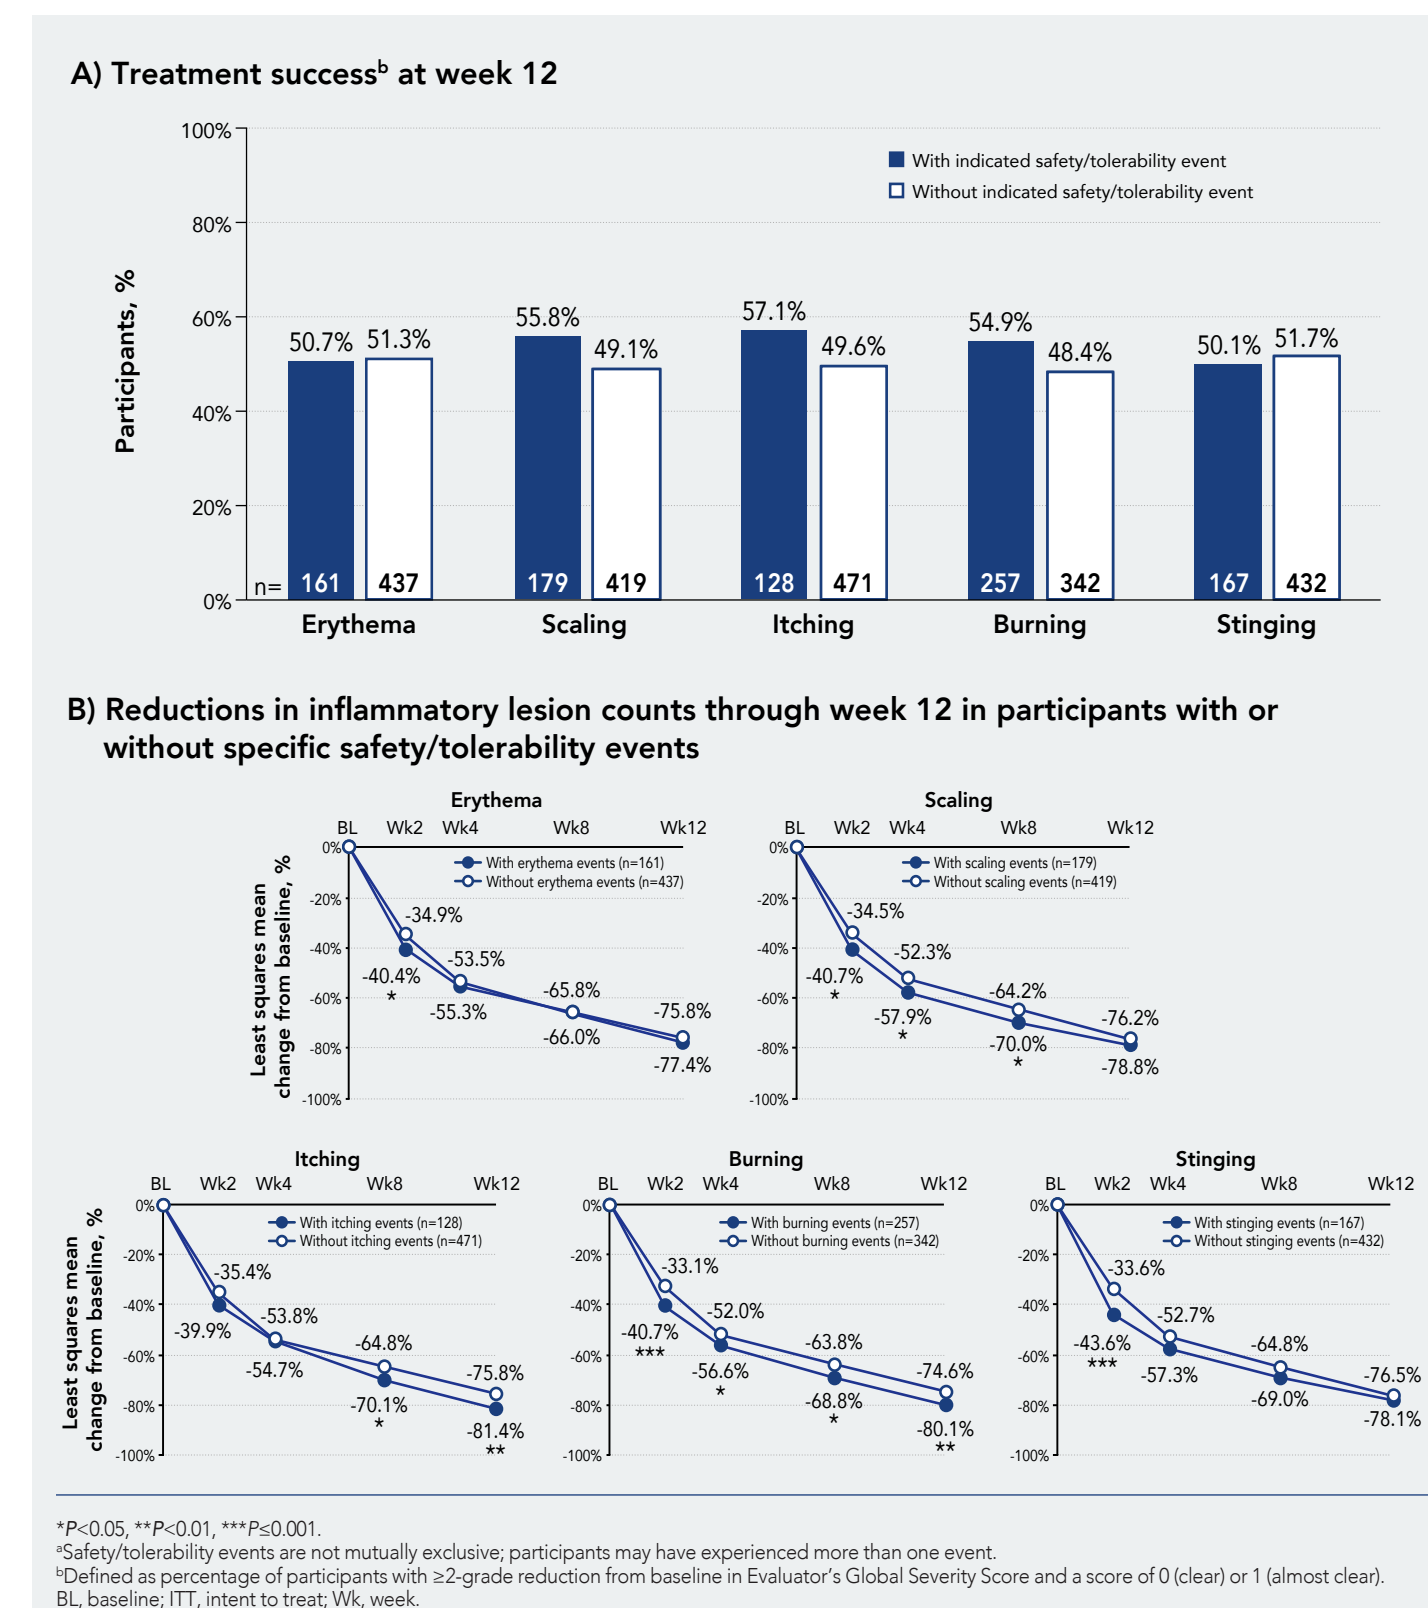 A) Treatment successᵇ at week 12
100%
80%
60%
40%
20%
0%
Participants, %
With indicated safety/tolerability event
Without indicated safety/tolerability event
50.7% 51.3%
55.8% 49.1%
57.1% 49.6%
54.9% 48.4%
50.1% 51.7%
n= 161 437 179 419 128 471 257 342 167 432
Erythema Scaling Itching Burning Stinging
B) Reductions in inflammatory lesion counts through week 12 in participants with or
without specific safety/tolerability events
Least squares mean
change from baseline, %
Erythema
BL Wk2 Wk4 Wk8 Wk12
0%
-20%
-40%
-60%
-80%
-100%
With erythema events (n=161)
Without erythema events (n=437)
-34.9%
-53.5%
-65.8%
-75.8%
-40.4%
*
-55.3%
-66.0%
-77.4%
Scaling
BL Wk2 Wk4 Wk8 Wk12
0%
-20%
-40%
-60%
-80%
-100%
With scaling events (n=179)
Without scaling events (n=419)
-34.5%
-52.3%
-64.2%
-76.2%
-40.7%
*
-57.9%
*
-70.0%
*
-78.8%
Least squares mean
change from baseline, %
Itching
BL Wk2 Wk4 Wk8 Wk12
0%
-20%
-40%
-60%
-80%
-100%
With itching events (n=128)
Without itching events (n=471)
-35.4%
-53.8%
-64.8%
-75.8%
-39.9%
-54.7%
-70.1%
*
-81.4%
**
Burning
BL Wk2 Wk4 Wk8 Wk12
0%
-20%
-40%
-60%
-80%
-100%
With burning events (n=257)
Without burning events (n=342)
-33.1%
-52.0%
-63.8%
-74.6%
-40.7%
***
-56.6%
*
-68.8%
*
-80.1%
**
Stinging
BL Wk2 Wk4 Wk8 Wk12
0%
-20%
-40%
-60%
-80%
-100%
With stinging events (n=167)
Without stinging events (n=432)
-33.6%
-52.7%
-64.8%
-76.5%
-43.6%
***
-57.3%
-69.0%
-78.1%
*P<0.05, **P<0.01, ***P≤0.001.
ᵃSafety/tolerability events are not mutually exclusive; participants may have experienced more than one event.
ᵇDefined as percentage of participants with ≥2-grade reduction from baseline in Evaluator's Global Severity Score and a score of 0 (clear) or 1 (almost clear).
BL, baseline; ITT, intent to treat; Wk, week.